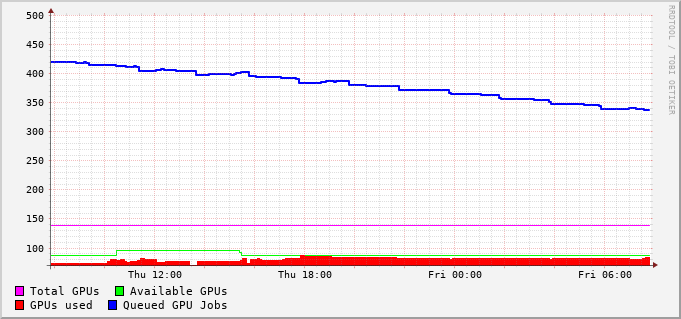 500
450
400
350
300
250
200
150
100
Thu 12:00 Thu 18:00 Fri 00:00 Fri 06:00
Total GPUs Available GPUs
GPUs used Queued GPU Jobs
RRDTOOL / TOBI OETIKER